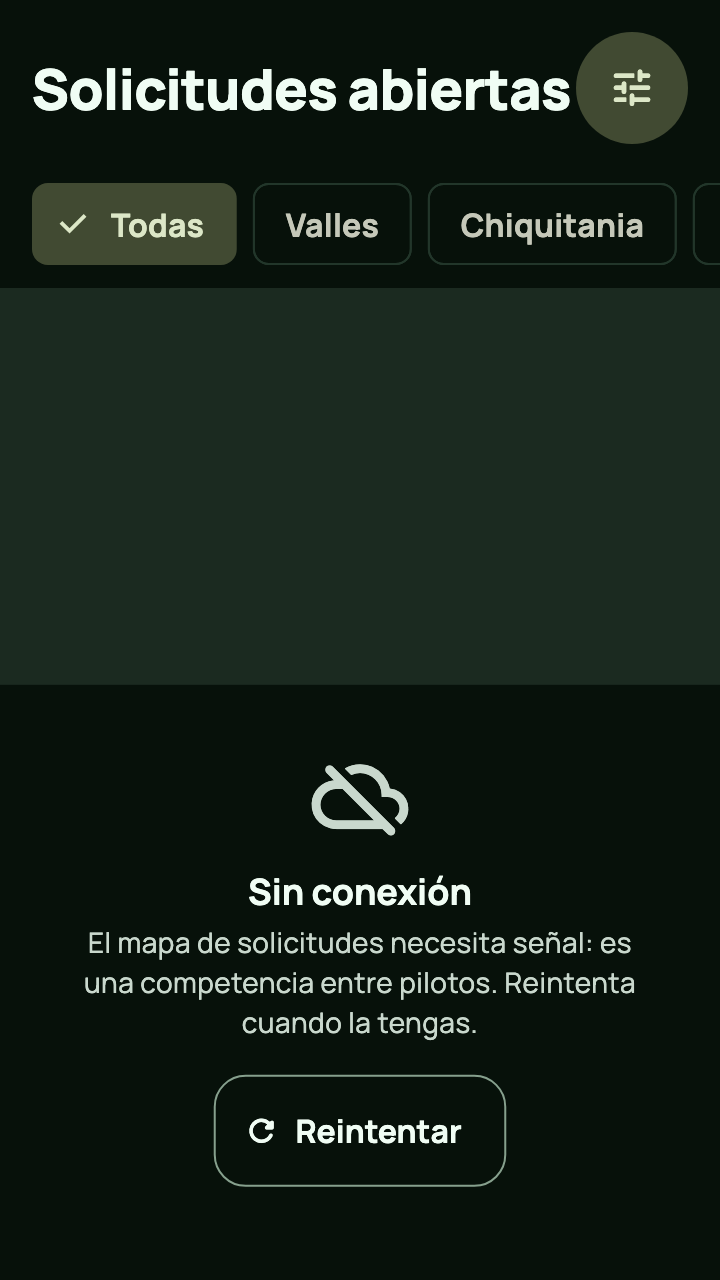 Solicitudes abiertas
Todas
Valles
Chiquitania
Sin conexión
El mapa de solicitudes necesita señal: es
una competencia entre pilotos. Reintenta
cuando la tengas.
Reintentar